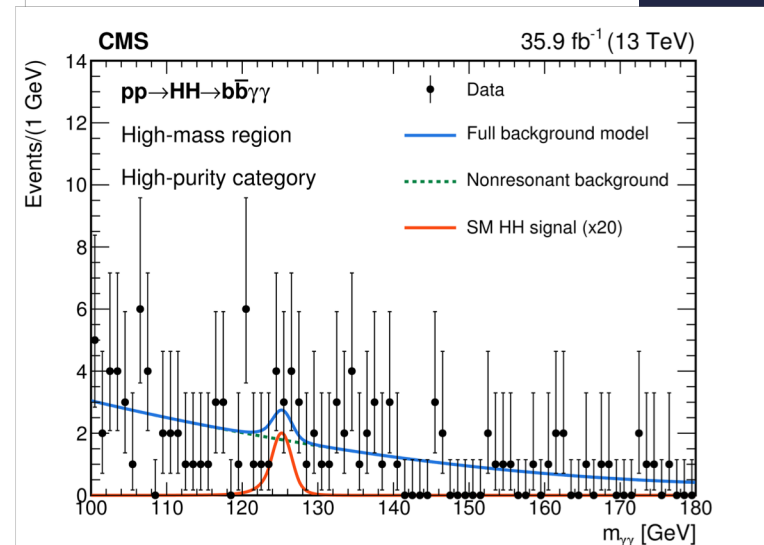 CMS 35.9 fb⁻¹ (13 TeV)
Events/(1 GeV)
pp→HH→bb̅γγ
High-mass region
High-purity category
Data
Full background model
Nonresonant background
SM HH signal (x20)
14
12
10
8
6
4
2
0
100 110 120 130 140 150 160 170 180
m_γγ [GeV]